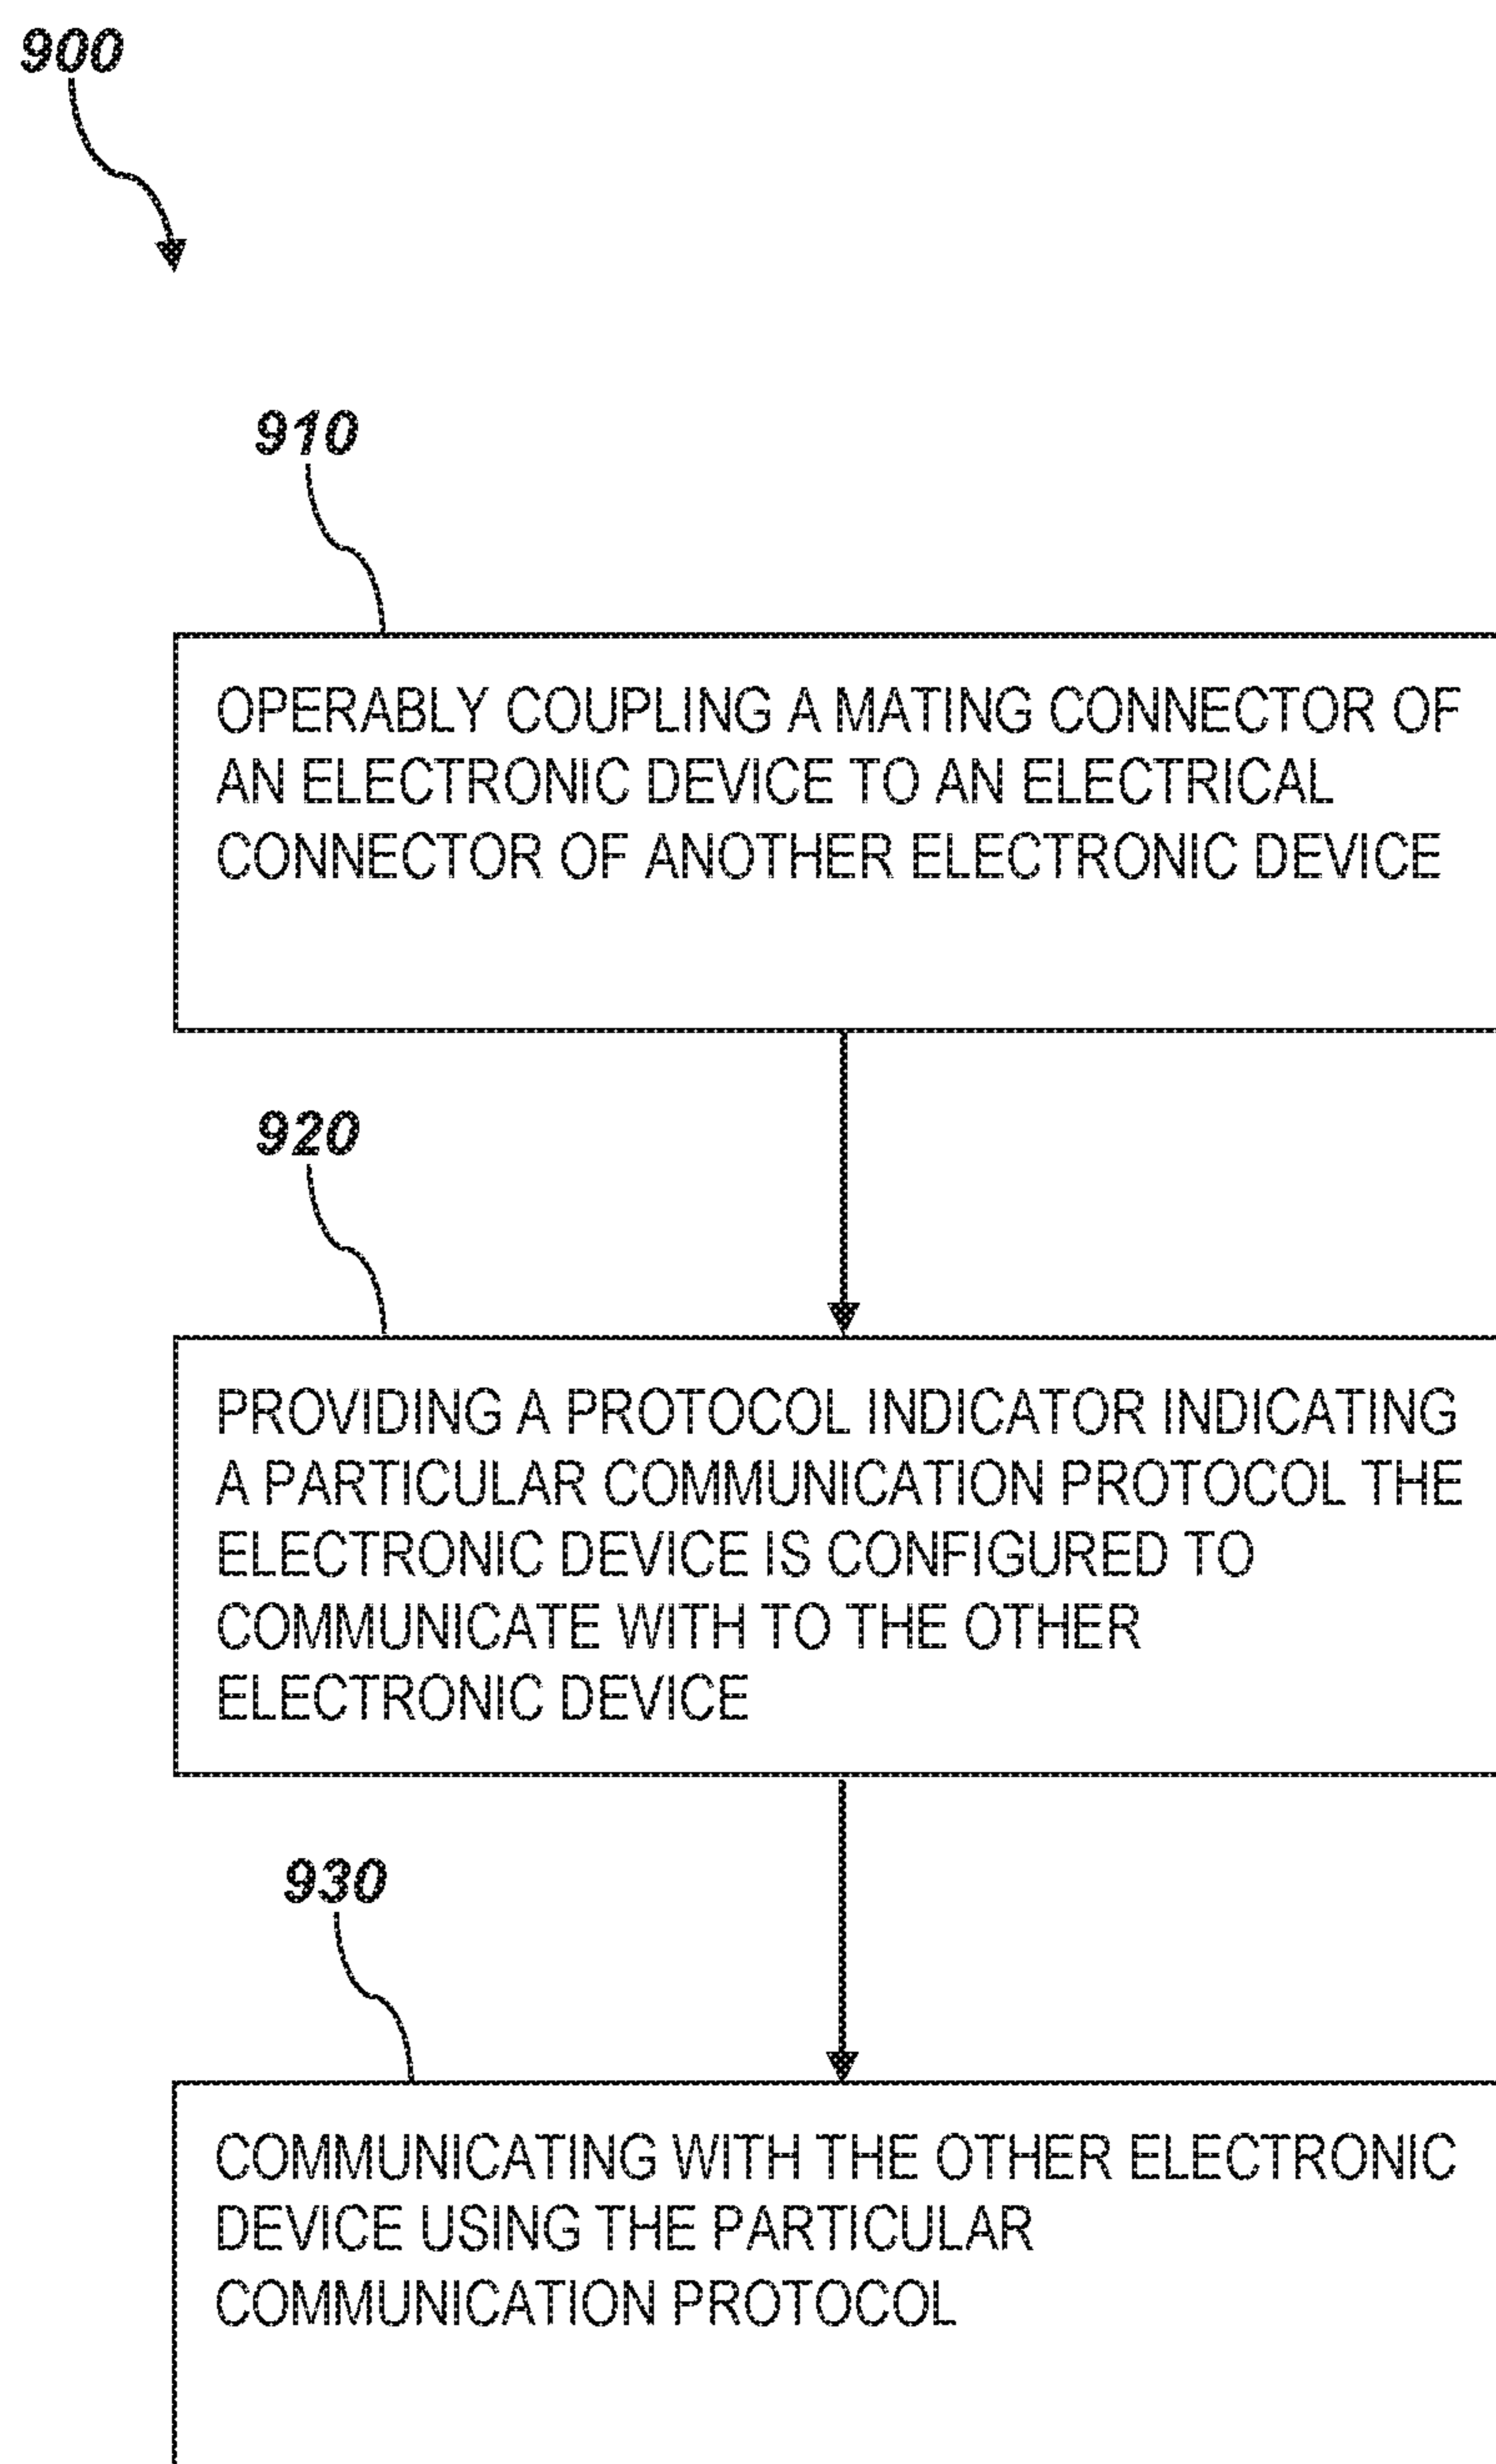 900
910
OPERABLY COUPLING A MATING CONNECTOR OF
AN ELECTRONIC DEVICE TO AN ELECTRICAL
CONNECTOR OF ANOTHER ELECTRONIC DEVICE
920
PROVIDING A PROTOCOL INDICATOR INDICATING
A PARTICULAR COMMUNICATION PROTOCOL THE
ELECTRONIC DEVICE IS CONFIGURED TO
COMMUNICATE WITH TO THE OTHER
ELECTRONIC DEVICE
930
COMMUNICATING WITH THE OTHER ELECTRONIC
DEVICE USING THE PARTICULAR
COMMUNICATION PROTOCOL